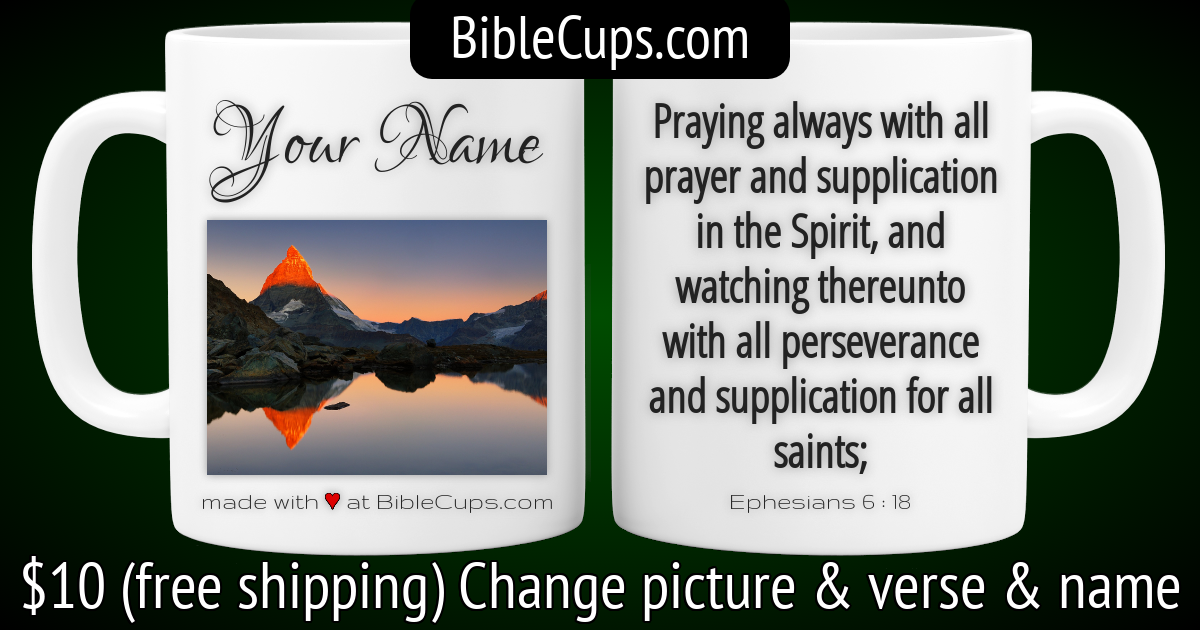 BibleCups.com
Your Name
made with ♥ at BibleCups.com
Praying always with all
prayer and supplication
in the Spirit, and
watching thereunto
with all perseverance
and supplication for all
saints;
Ephesians 6 : 18
$10 (free shipping) Change picture & verse & name